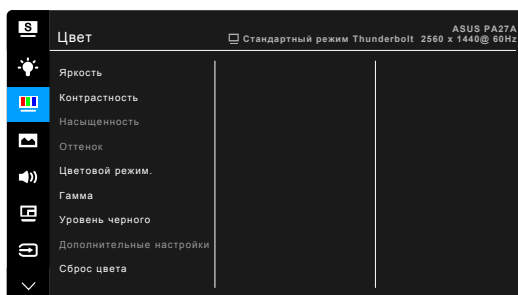 S
ASUS PA27A
Цвет
Стандартный режим Thunderbolt 2560 x 1440@ 60Hz
Яркость
Контрастность
Насыщенность
Оттенок
Цветовой режим.
Гамма
Уровень черного
Дополнительные настройки
Сброс цвета